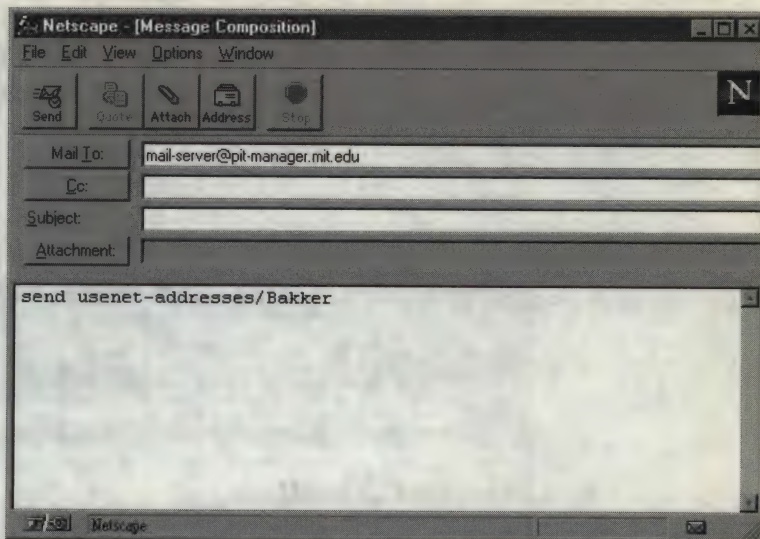 Netscape - [Message Composition]
File Edit View Options Window
Send Quote Attach Address Stop
N
Mail To: mail-server@pit-manager.mit.edu
Cc:
Subject:
Attachment:
send usenet-addresses/Bakker
Netscape